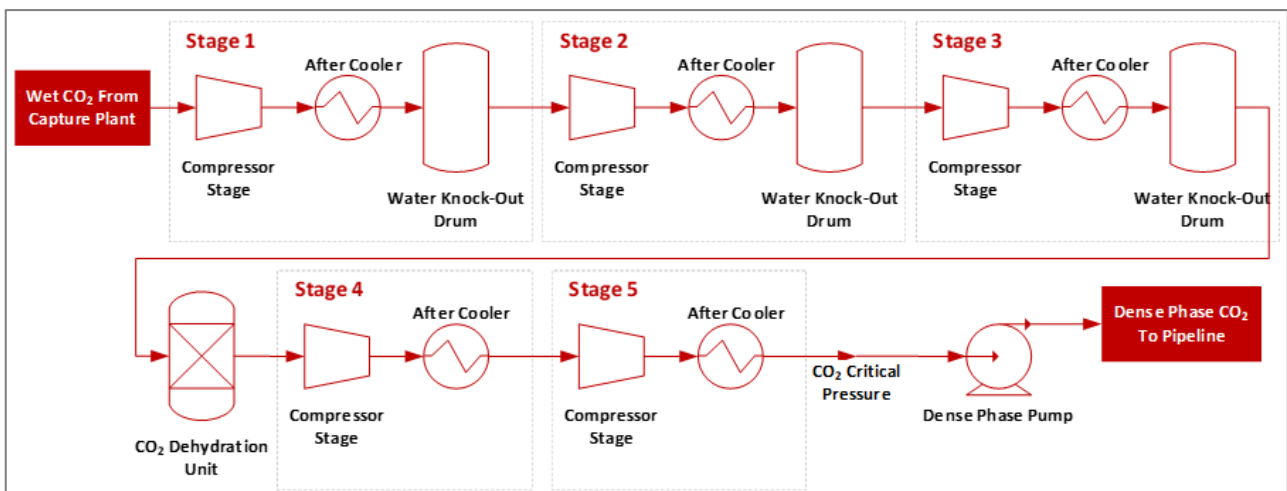 Stage 1
Stage 2
Stage 3
After Cooler
After Cooler
After Cooler
Wet CO₂ From
Capture Plant
Compressor
Stage
Water Knock-Out
Drum
Compressor
Stage
Water Knock-Out
Drum
Compressor
Stage
Water Knock-Out
Drum
Stage 4
Stage 5
After Cooler
After Cooler
Dense Phase CO₂
To Pipeline
CO₂ Critical
Pressure
CO₂ Dehydration
Unit
Compressor
Stage
Compressor
Stage
Dense Phase Pump